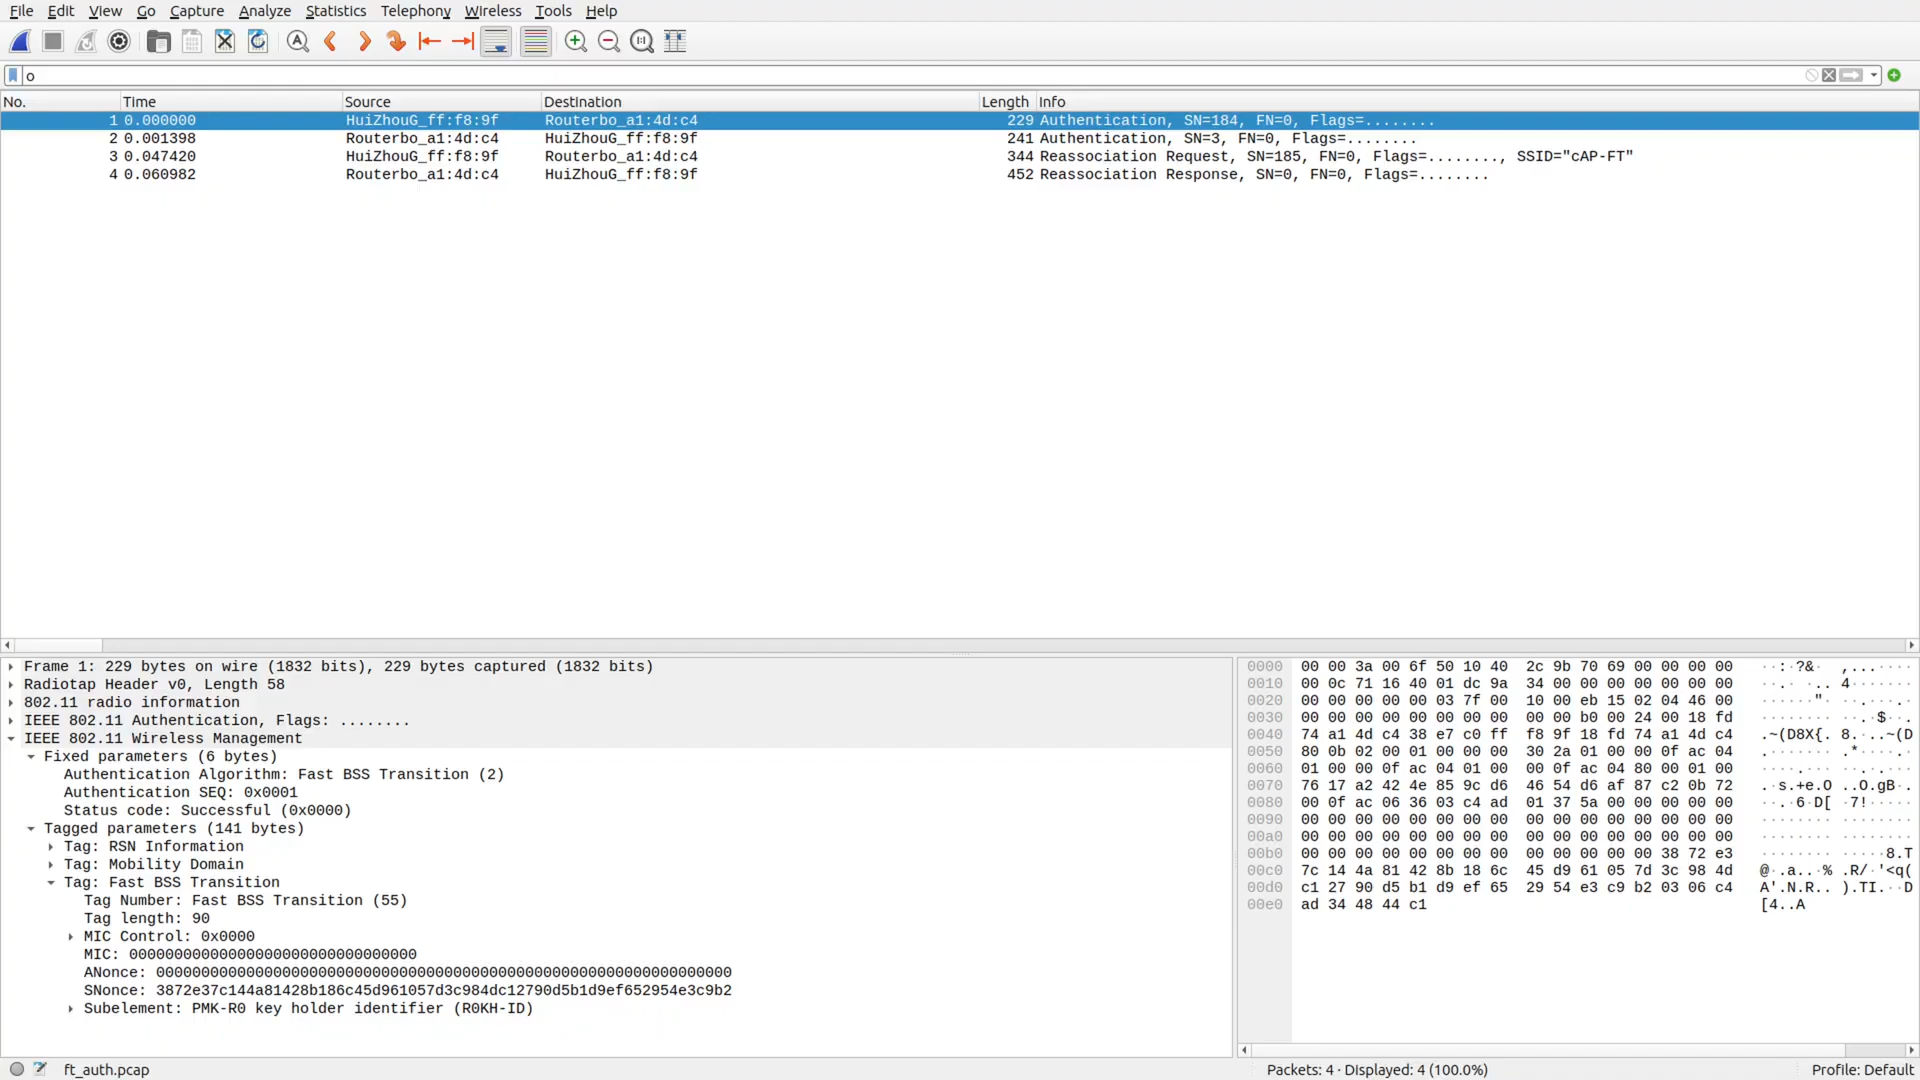 File Edit View Go Capture Analyze Statistics Telephony Wireless Tools Help
o
No. Time Source Destination Length Info
1 0.000000 HuiZhouG_ff:f8:9f Routerbo_a1:4d:c4 229 Authentication, SN=184, FN=0, Flags=........
2 0.001398 Routerbo_a1:4d:c4 HuiZhouG_ff:f8:9f 241 Authentication, SN=3, FN=0, Flags=........
3 0.047420 HuiZhouG_ff:f8:9f Routerbo_a1:4d:c4 344 Reassociation Request, SN=185, FN=0, Flags=........, SSID="cAP-FT"
4 0.060982 Routerbo_a1:4d:c4 HuiZhouG_ff:f8:9f 452 Reassociation Response, SN=0, FN=0, Flags=........
Frame 1: 229 bytes on wire (1832 bits), 229 bytes captured (1832 bits)
Radiotap Header v0, Length 58
802.11 radio information
IEEE 802.11 Authentication, Flags: ........
IEEE 802.11 Wireless Management
Fixed parameters (6 bytes)
Authentication Algorithm: Fast BSS Transition (2)
Authentication SEQ: 0x0001
Status code: Successful (0x0000)
Tagged parameters (141 bytes)
Tag: RSN Information
Tag: Mobility Domain
Tag: Fast BSS Transition
Tag Number: Fast BSS Transition (55)
Tag length: 90
MIC Control: 0x0000
MIC: 00000000000000000000000000000000
ANonce: 0000000000000000000000000000000000000000000000000000000000000000
SNonce: 3872e37c144a81428b186c45d961057d3c984dc12790d5b1d9ef652954e3c9b2
Subelement: PMK-R0 key holder identifier (R0KH-ID)
0000 00 00 3a 00 6f 50 10 40 2c 9b 70 69 00 00 00 00 ··:·?&· ,...····
0010 00 0c 71 16 40 01 dc 9a 34 00 00 00 00 00 00 00
0020 00 00 00 00 00 03 7f 00 10 00 eb 15 02 04 46 00
0030 00 00 00 00 00 00 00 00 00 00 b0 00 24 00 18 fd
0040 74 a1 4d c4 38 e7 c0 ff f8 9f 18 fd 74 a1 4d c4 .~(D8X{. 8.·..~(D
0050 80 0b 02 00 01 00 00 00 30 2a 01 00 00 0f ac 04
0060 01 00 00 0f ac 04 01 00 00 0f ac 04 80 00 01 00
0070 76 17 a2 42 4e 85 9c d6 46 54 d6 af 87 c2 0b 72 .·s.+e.O ..O.gB·.
0080 00 0f ac 06 36 03 c4 ad 01 37 5a 00 00 00 00 00
0090 00 00 00 00 00 00 00 00 00 00 00 00 00 00 00 00
00a0 00 00 00 00 00 00 00 00 00 00 00 00 00 00 00 00
00b0 00 00 00 00 00 00 00 00 00 00 00 00 00 38 72 e3 ········ ·····8.T
00c0 7c 14 4a 81 42 8b 18 6c 45 d9 61 05 7d 3c 98 4d @·.a..·% .R/·'<q(
00d0 c1 27 90 d5 b1 d9 ef 65 29 54 e3 c9 b2 03 06 c4 A'.N.R.. ).TI.··D
00e0 ad 34 48 44 c1 [4..A
ft_auth.pcap
Packets: 4 · Displayed: 4 (100.0%)
Profile: Default